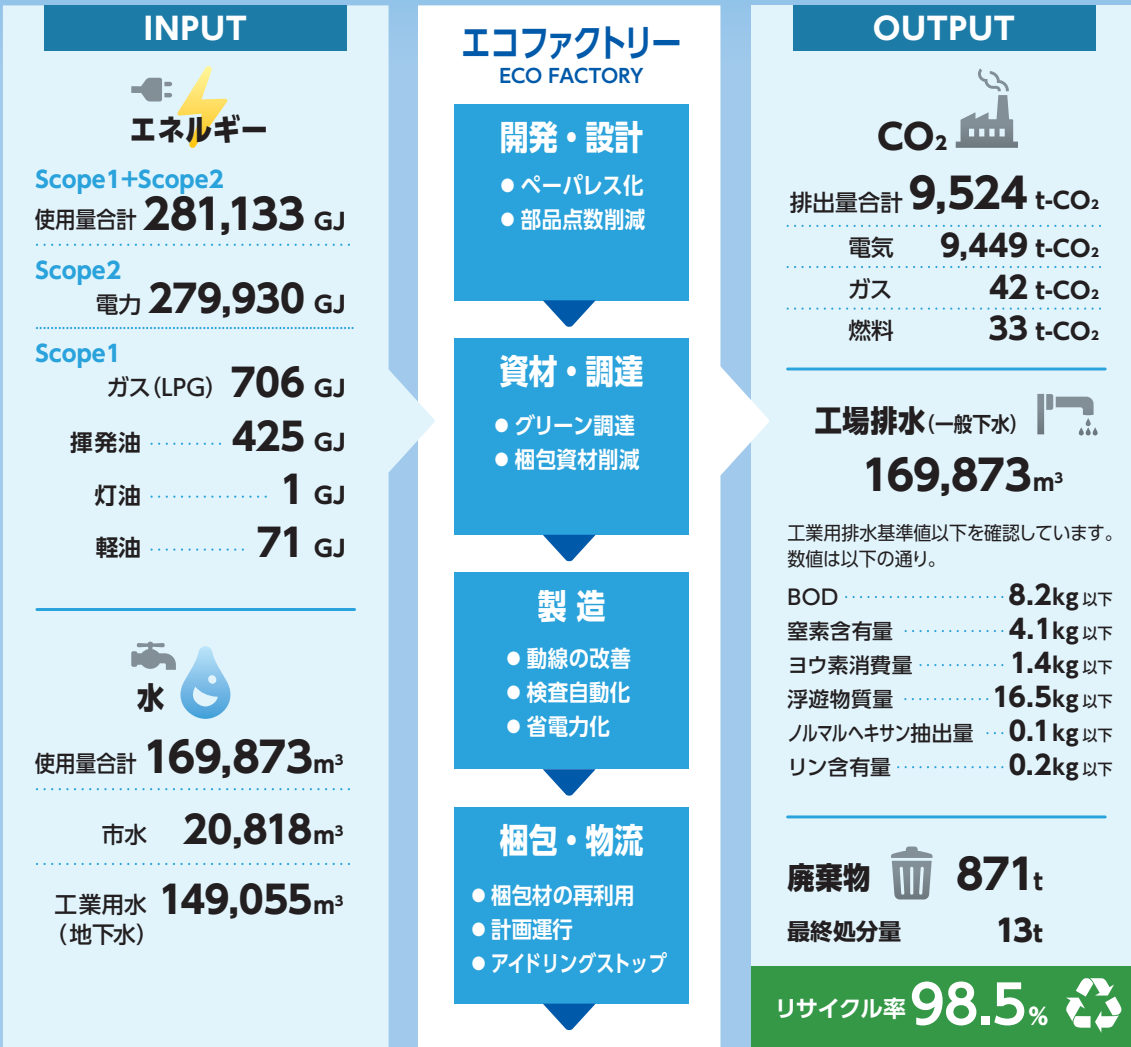 INPUT
エネルギー
Scope1+Scope2
使用量合計 281,133 GJ
Scope2
電力 279,930 GJ
Scope1
ガス(LPG) 706 GJ
揮発油 ‥‥‥‥ 425 GJ
灯油 ‥‥‥‥ 1 GJ
軽油 ‥‥‥‥ 71 GJ
水
使用量合計 169,873m³
市水 20,818m³
工業用水 149,055m³
(地下水)
エコファクトリー
ECO FACTORY
開発・設計
● ペーパレス化
● 部品点数削減
資材・調達
● グリーン調達
● 梱包資材削減
製 造
● 動線の改善
● 検査自動化
● 省電力化
梱包・物流
● 梱包材の再利用
● 計画運行
● アイドリングストップ
OUTPUT
CO₂
排出量合計 9,524 t-CO₂
電気 9,449 t-CO₂
ガス 42 t-CO₂
燃料 33 t-CO₂
工場排水(一般下水)
169,873m³
工業用排水基準値以下を確認しています。
数値は以下の通り。
BOD ‥‥‥‥ 8.2kg 以下
窒素含有量 ‥‥‥‥ 4.1kg 以下
ヨウ素消費量 ‥‥‥‥ 1.4kg 以下
浮遊物質量 ‥‥‥‥ 16.5kg 以下
ノルマルヘキサン抽出量 ‥ 0.1kg 以下
リン含有量 ‥‥‥‥ 0.2kg 以下
廃棄物 871t
最終処分量 13t
リサイクル率 98.5%